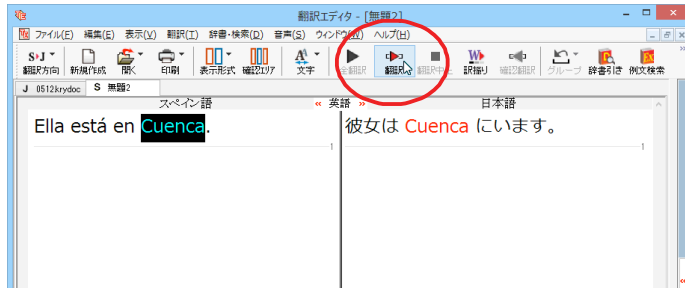 翻訳エディタ - [無題2]
ファイル(F) 編集(E) 表示(V) 翻訳(T) 辞書・検索(D) 音声(S) ウィンドウ(W) ヘルプ(H)
S›J
翻訳方向 新規作成 開く 印刷 表示形式 確認エリア 文字 全翻訳 翻訳 翻訳中止 訳振り 確認翻訳 グループ 辞書引き 例文検索
J 0512krydoc S 無題2
スペイン語 « 英語 » 日本語
Ella está en Cuenca. 彼女は Cuenca にいます。
1 1